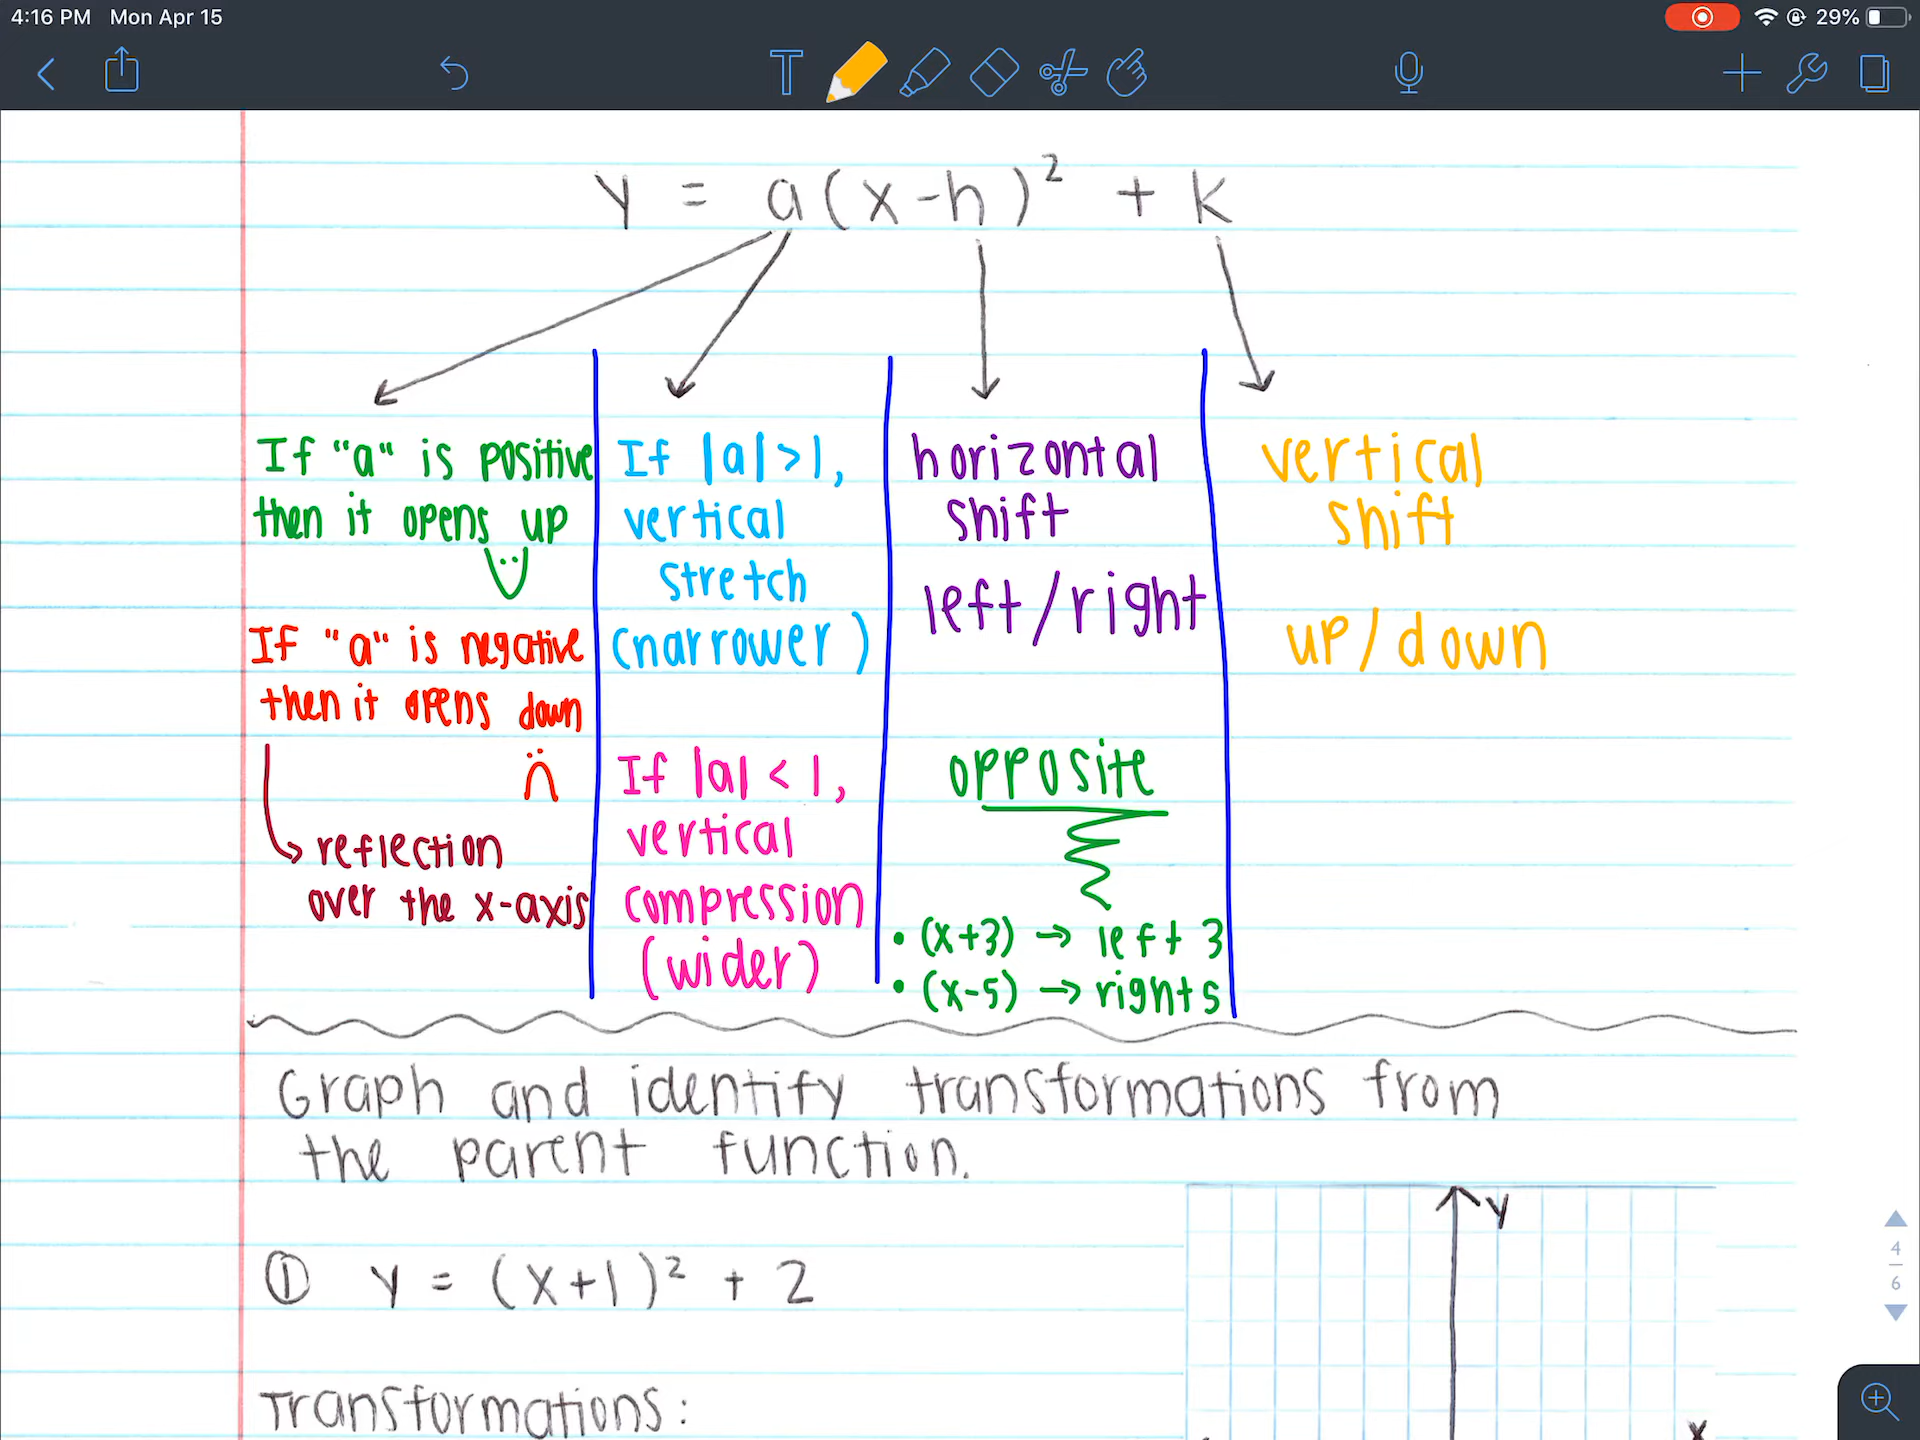 4:16 PM Mon Apr 15
29%
T
y = a(x-h)² + k
If "a" is positive
then it opens up
If "a" is negative
then it opens down
reflection
over the x-axis
If |a| > 1,
vertical
stretch
(narrower)
If |a| < 1,
vertical
compression
(wider)
horizontal
shift
left/right
opposite
• (x+3) → left 3
• (x-5) → right 5
vertical
shift
up/down
Graph and identify transformations from
the parent function.
① y = (x+1)² + 2
Transformations:
y
x
4
6